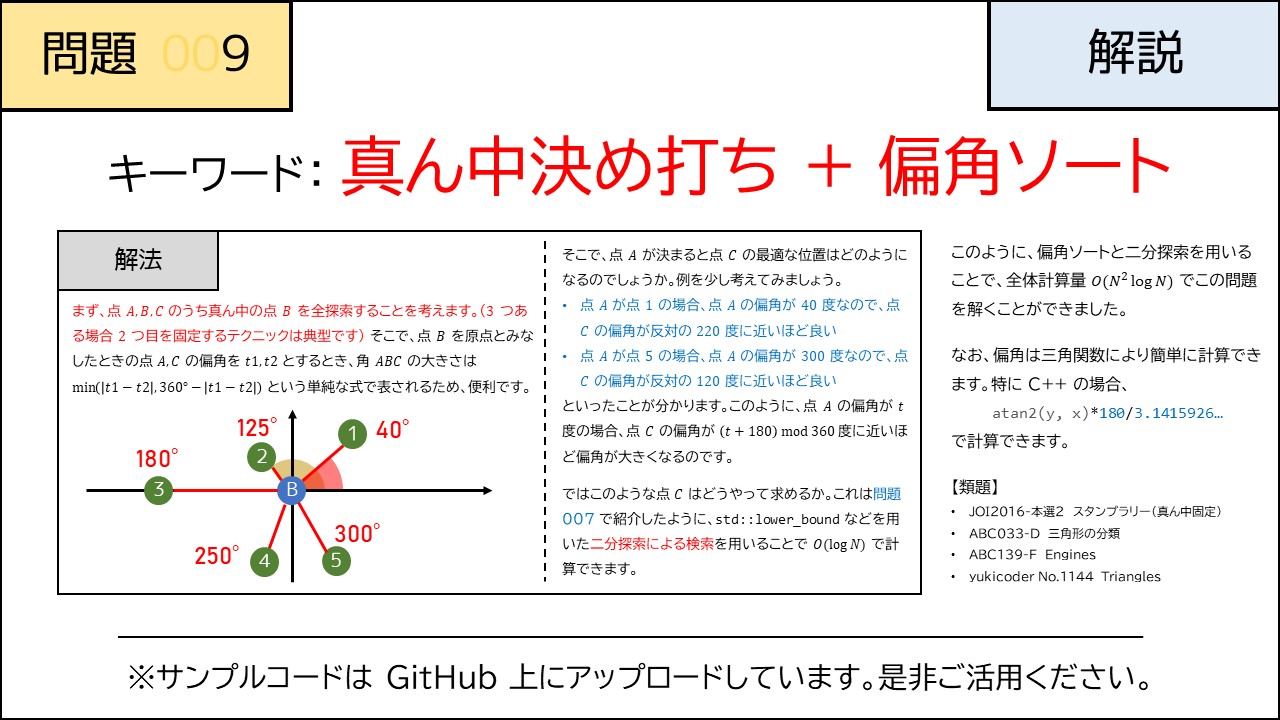 問題 009
解説
キーワード: 真ん中決め打ち + 偏角ソート
解法
まず、点 A,B,C のうち真ん中の点 B を全探索することを考えます。(3 つあ
る場合 2 つ目を固定するテクニックは典型です) そこで、点 B を原点とみな
したときの点 A,C の偏角を t1,t2 とするとき、角 ABC の大きさは
min(|t1−t2|,360°−|t1−t2|) という単純な式で表されるため、便利です。
125°
40°
180°
1
2
3
B
300°
250°
4
5
そこで、点 A が決まると点 C の最適な位置はどのように
なるのでしょうか。例を少し考えてみましょう。
• 点 A が点 1 の場合、点 A の偏角が 40 度なので、点
C の偏角が反対の 220 度に近いほど良い
• 点 A が点 5 の場合、点 A の偏角が 300 度なので、点
C の偏角が反対の 120 度に近いほど良い
といったことが分かります。このように、点 A の偏角が t
度の場合、点 C の偏角が (t+180) mod 360 度に近いほ
ど偏角が大きくなるのです。
ではこのような点 C はどうやって求めるか。これは問題
007 で紹介したように、std::lower_bound などを用
いた二分探索による検索を用いることで O(log N) で計
算できます。
このように、偏角ソートと二分探索を用いる
ことで、全体計算量 O(N² log N) でこの問題
を解くことができました。
なお、偏角は三角関数により簡単に計算でき
ます。特に C++ の場合、
atan2(y, x)*180/3.1415926…
で計算できます。
【類題】
• JOI2016-本選2 スタンプラリー(真ん中固定)
• ABC033-D 三角形の分類
• ABC139-F Engines
• yukicoder No.1144 Triangles
※サンプルコードは GitHub 上にアップロードしています。是非ご活用ください。